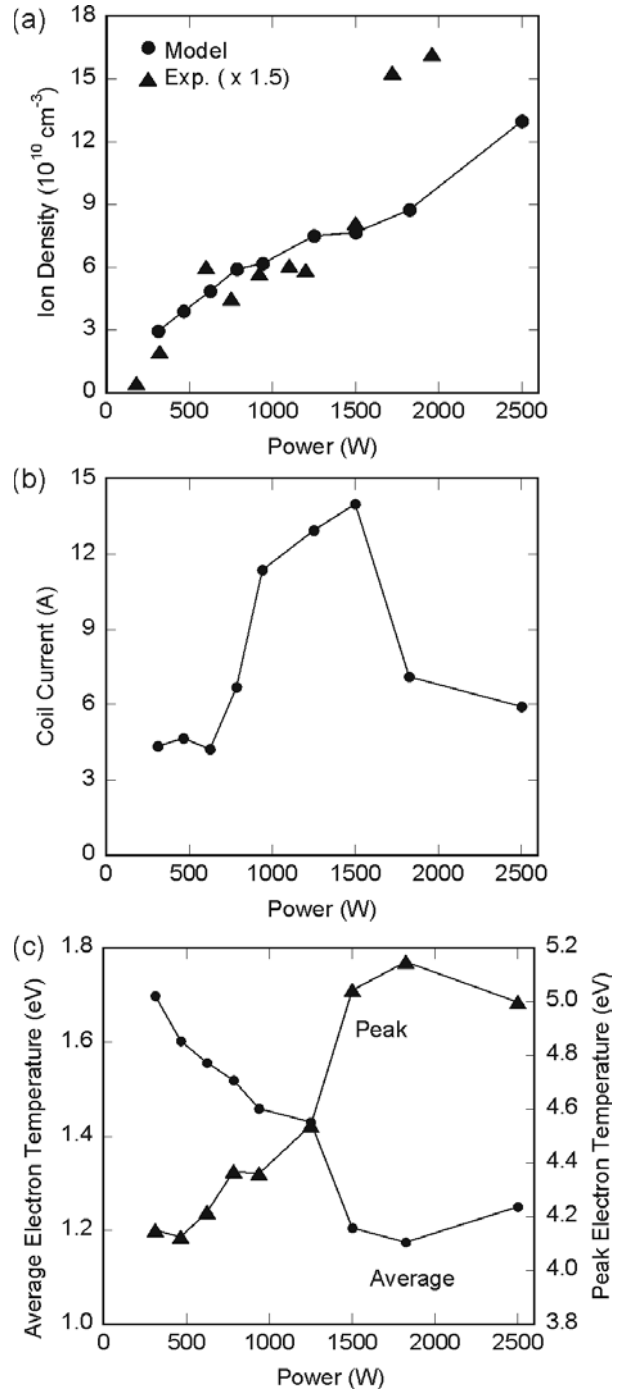 (a)
18
15
12
9
6
3
0
Ion Density (10¹⁰ cm⁻³)
Model
Exp. ( x 1.5)
0 500 1000 1500 2000 2500
Power (W)
(b)
15
12
9
6
3
0
Coil Current (A)
0 500 1000 1500 2000 2500
Power (W)
(c)
1.8
1.6
1.4
1.2
1.0
Average Electron Temperature (eV)
Peak
Average
5.2
5.0
4.8
4.6
4.4
4.2
4.0
3.8
Peak Electron Temperature (eV)
0 500 1000 1500 2000 2500
Power (W)